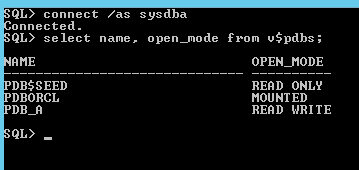 SQL> connect /as sysdba
Connected.
SQL> select name, open_mode from v$pdbs;
NAME                           OPEN_MODE
------------------------------ ----------
PDB$SEED                       READ ONLY
PDBORCL                        MOUNTED
PDB_A                          READ WRITE
SQL> _